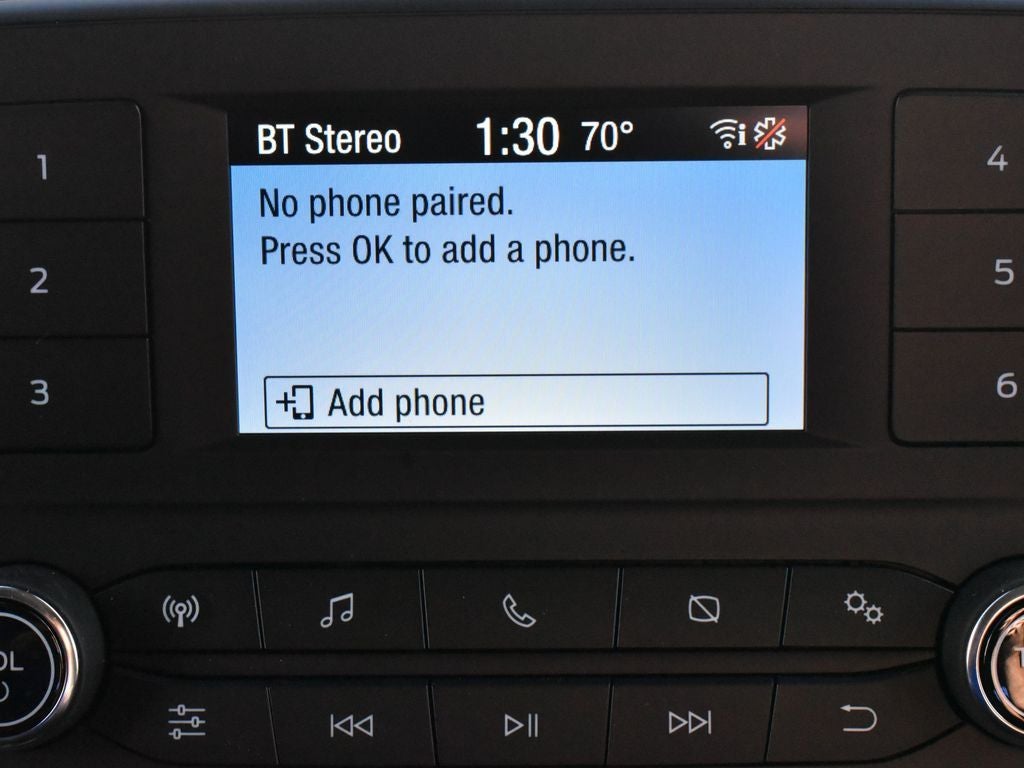 BT Stereo 1:30 70° i
No phone paired.
Press OK to add a phone.
Add phone
1
2
3
4
5
6